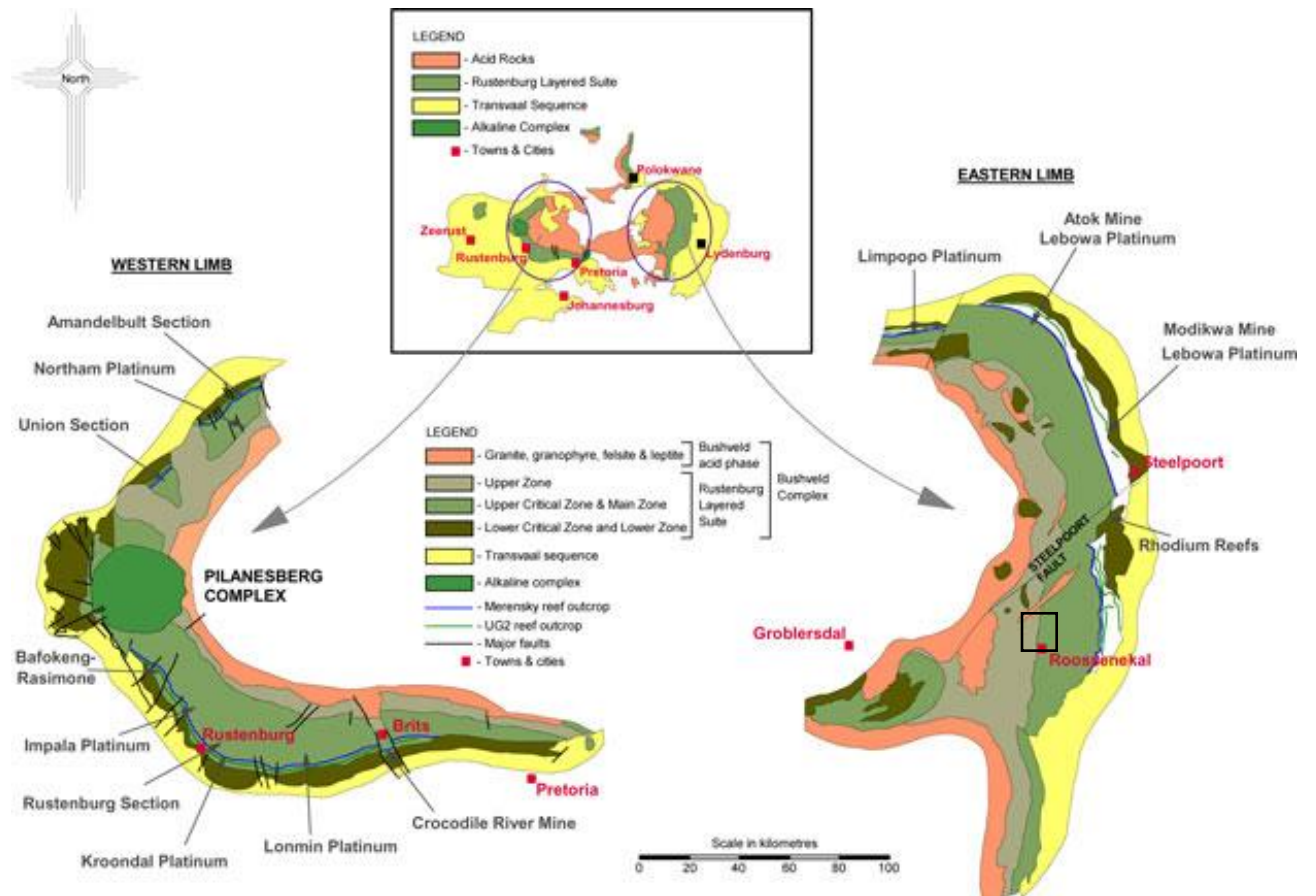 North
LEGEND
- Acid Rocks
- Rustenburg Layered Suite
- Transvaal Sequence
- Alkaline Complex
- Towns & Cities
Polokwane
Zeerust
Rustenburg
Pretoria
Lydenburg
Johannesburg
WESTERN LIMB
Amandelbult Section
Northam Platinum
Union Section
PILANESBERG
COMPLEX
Bafokeng-
Rasimone
Impala Platinum
Rustenburg
Brits
Rustenburg Section
Pretoria
Kroondal Platinum
Lonmin Platinum
Crocodile River Mine
LEGEND
- Granite, granophyre, felsite & leptite
Bushveld
acid phase
- Upper Zone
- Upper Critical Zone & Main Zone
- Lower Critical Zone and Lower Zone
Rustenburg
Layered
Suite
Bushveld
Complex
- Transvaal sequence
- Alkaline complex
- Merensky reef outcrop
- UG2 reef outcrop
- Major faults
- Towns & cities
EASTERN LIMB
Atok Mine
Lebowa Platinum
Limpopo Platinum
Modikwa Mine
Lebowa Platinum
Steelpoort
Rhodium Reefs
STEELPOORT
FAULT
Groblersdal
Roossenekal
Scale in kilometres
0 20 40 60 80 100